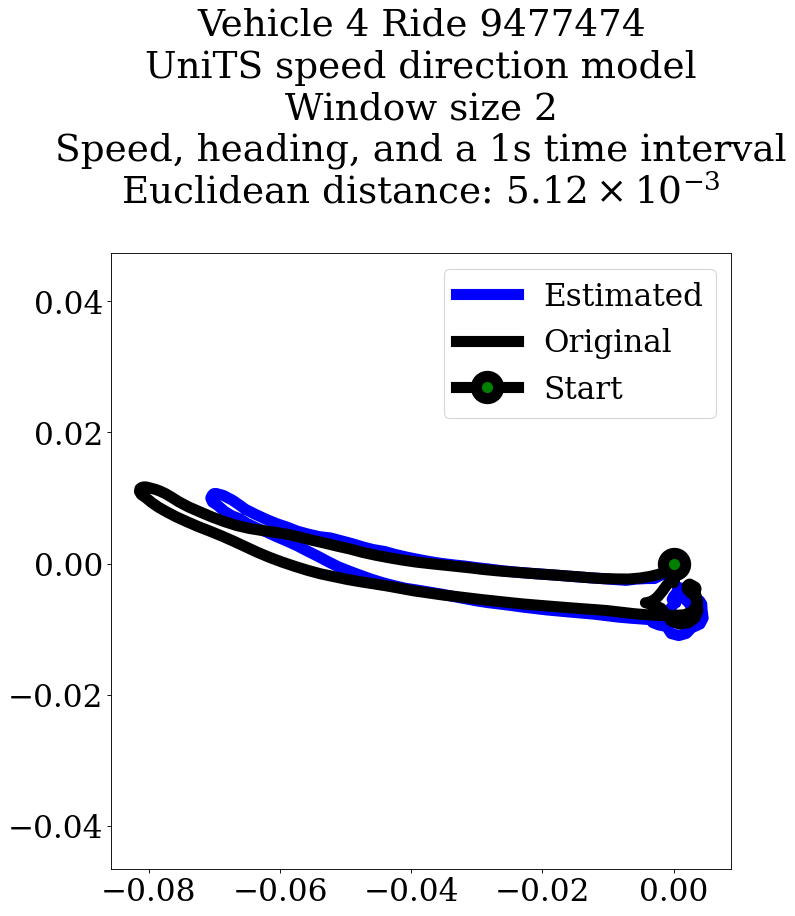 Vehicle 4 Ride 9477474
UniTS speed direction model
Window size 2
Speed, heading, and a 1s time interval
Euclidean distance: 5.12 × 10⁻³
Estimated
Original
Start
0.04
0.02
0.00
−0.02
−0.04
−0.08 −0.06 −0.04 −0.02 0.00